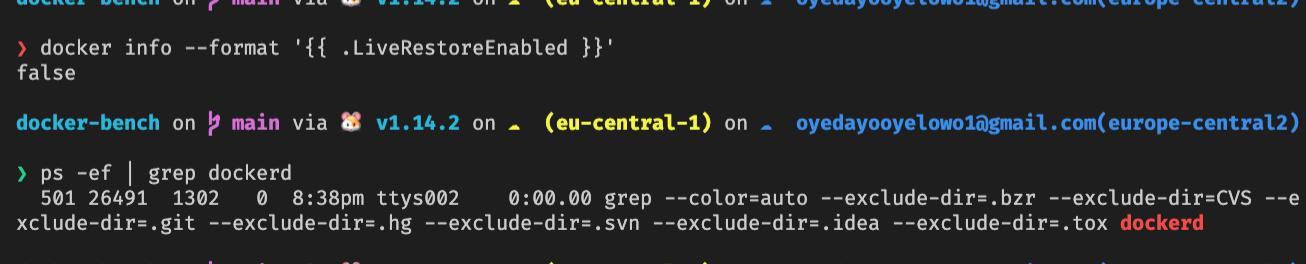 docker-bench on main via 🐹 v1.14.2 on ☁ (eu-central-1) on ☁ oyedayooyelowo1@gmail.com(europe-central2)
❯ docker info --format '{{ .LiveRestoreEnabled }}'
false
docker-bench on main via 🐹 v1.14.2 on ☁ (eu-central-1) on ☁ oyedayooyelowo1@gmail.com(europe-central2)
❯ ps -ef | grep dockerd
501 26491 1302 0 8:38pm ttys002 0:00.00 grep --color=auto --exclude-dir=.bzr --exclude-dir=CVS --e
xclude-dir=.git --exclude-dir=.hg --exclude-dir=.svn --exclude-dir=.idea --exclude-dir=.tox dockerd